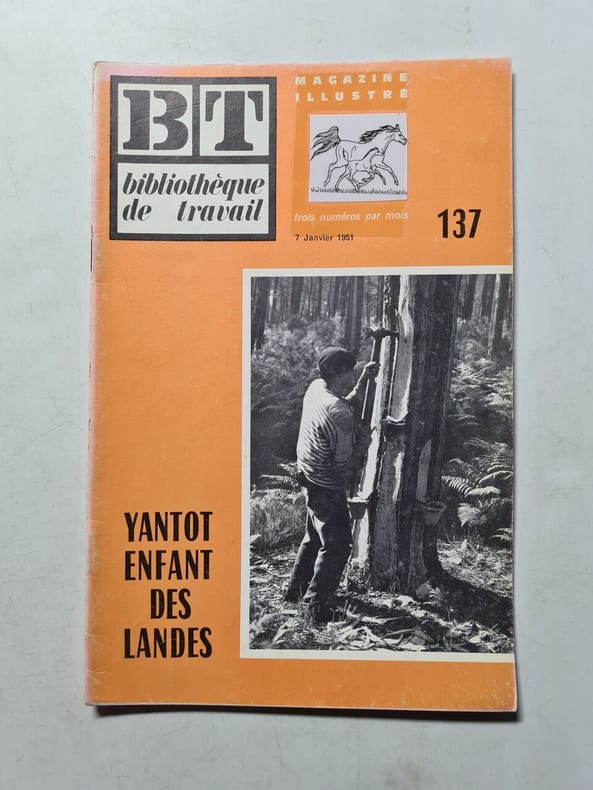 BT
bibliothèque
de travail
MAGAZINE
ILLUSTRÉ
trois numéros par mois
7 Janvier 1951
137
YANTOT
ENFANT
DES
LANDES